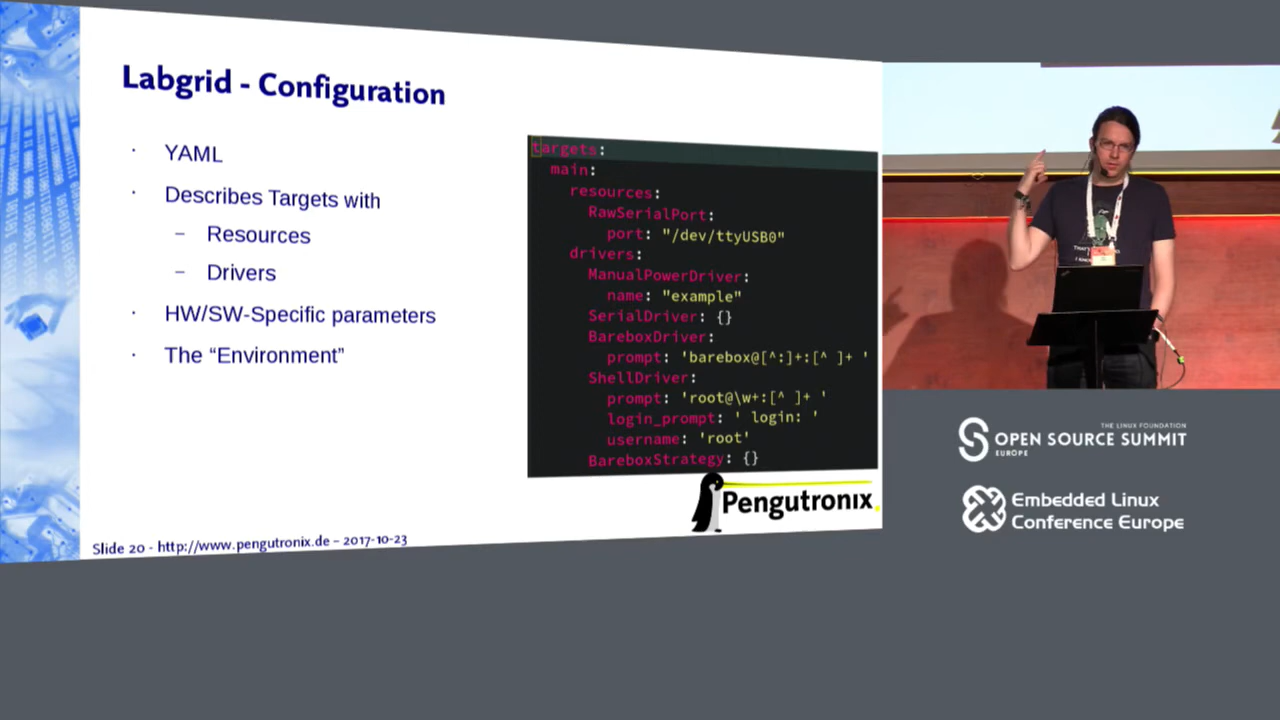 Labgrid - Configuration
· YAML
· Describes Targets with
– Resources
– Drivers
· HW/SW-Specific parameters
· The “Environment”
targets:
main:
resources:
RawSerialPort:
port: "/dev/ttyUSB0"
drivers:
ManualPowerDriver:
name: "example"
SerialDriver: {}
BareboxDriver:
prompt: 'barebox@[^:]+:[^ ]+ '
ShellDriver:
prompt: 'root@\w+:[^ ]+ '
login_prompt: ' login: '
username: 'root'
BareboxStrategy: {}
Pengutronix
Slide 20 - http://www.pengutronix.de – 2017-10-23
THE LINUX FOUNDATION
OPEN SOURCE SUMMIT
EUROPE
Embedded Linux
Conference Europe